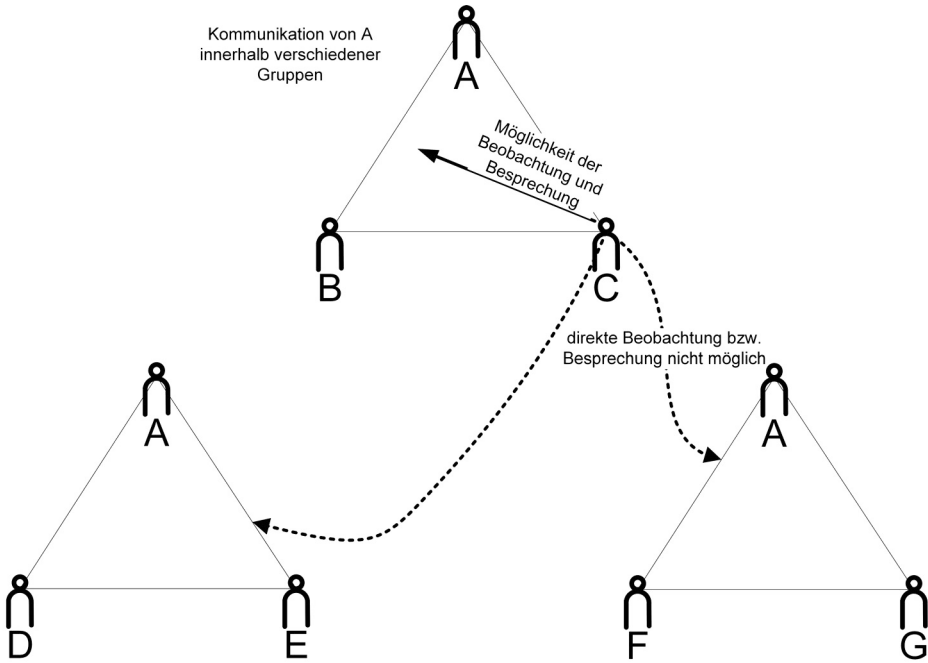 Kommunikation von A
innerhalb verschiedener
Gruppen
A
Möglichkeit der
Beobachtung und
Besprechung
B
C
direkte Beobachtung bzw.
Besprechung nicht möglich
A
A
D
E
F
G